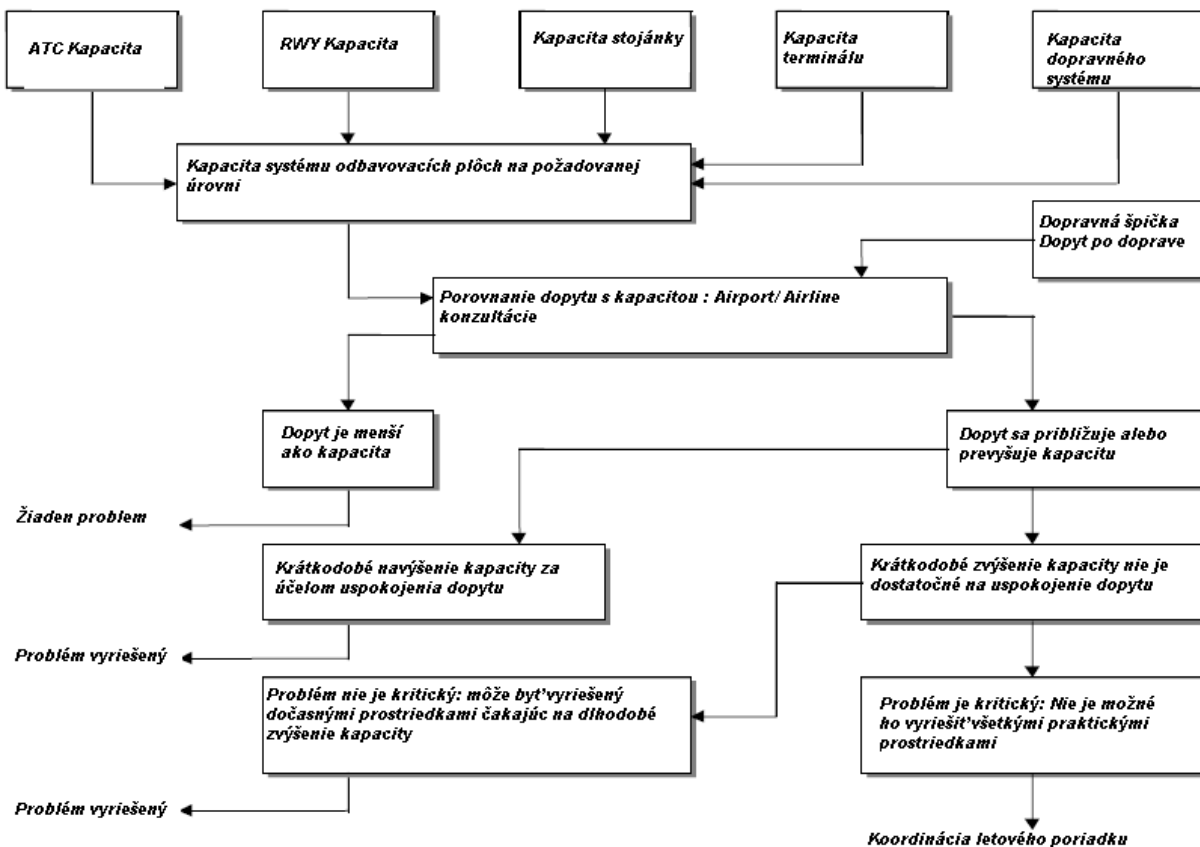 ATC Kapacita
RWY Kapacita
Kapacita stojánky
Kapacita
terminálu
Kapacita
dopravného
systému
Kapacita systému odbavovacích plôch na požadovanej
úrovni
Dopravná špička
Dopyt po doprave
Porovnanie dopytu s kapacitou : Airport/ Airline
konzultácie
Dopyt je menší
ako kapacita
Dopyt sa približuje alebo
prevyšuje kapacitu
Žiaden problem
Krátkodobé navýšenie kapacity za
účelom uspokojenia dopytu
Krátkodobé zvýšenie kapacity nie je
dostatočné na uspokojenie dopytu
Problém vyriešený
Problém nie je kritický: môže byť vyriešený
dočasnými prostriedkami čakajúc na dlhodobé
zvýšenie kapacity
Problém je kritický: Nie je možné
ho vyriešiť všetkými praktickými
prostriedkami
Problém vyriešený
Koordinácia letového poriadku